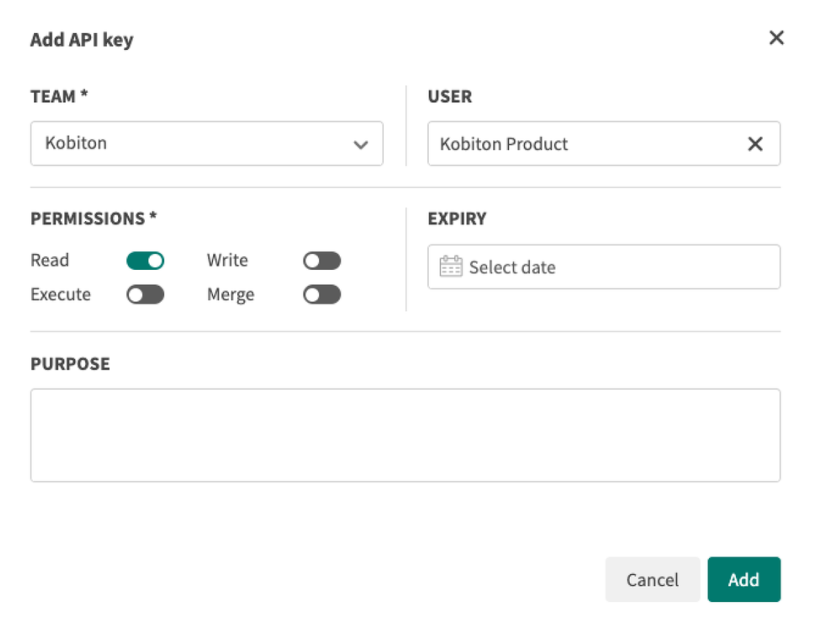 Add API key
TEAM *
USER
Kobiton
Kobiton Product
PERMISSIONS *
EXPIRY
Read
Write
Execute
Merge
Select date
PURPOSE
Cancel
Add